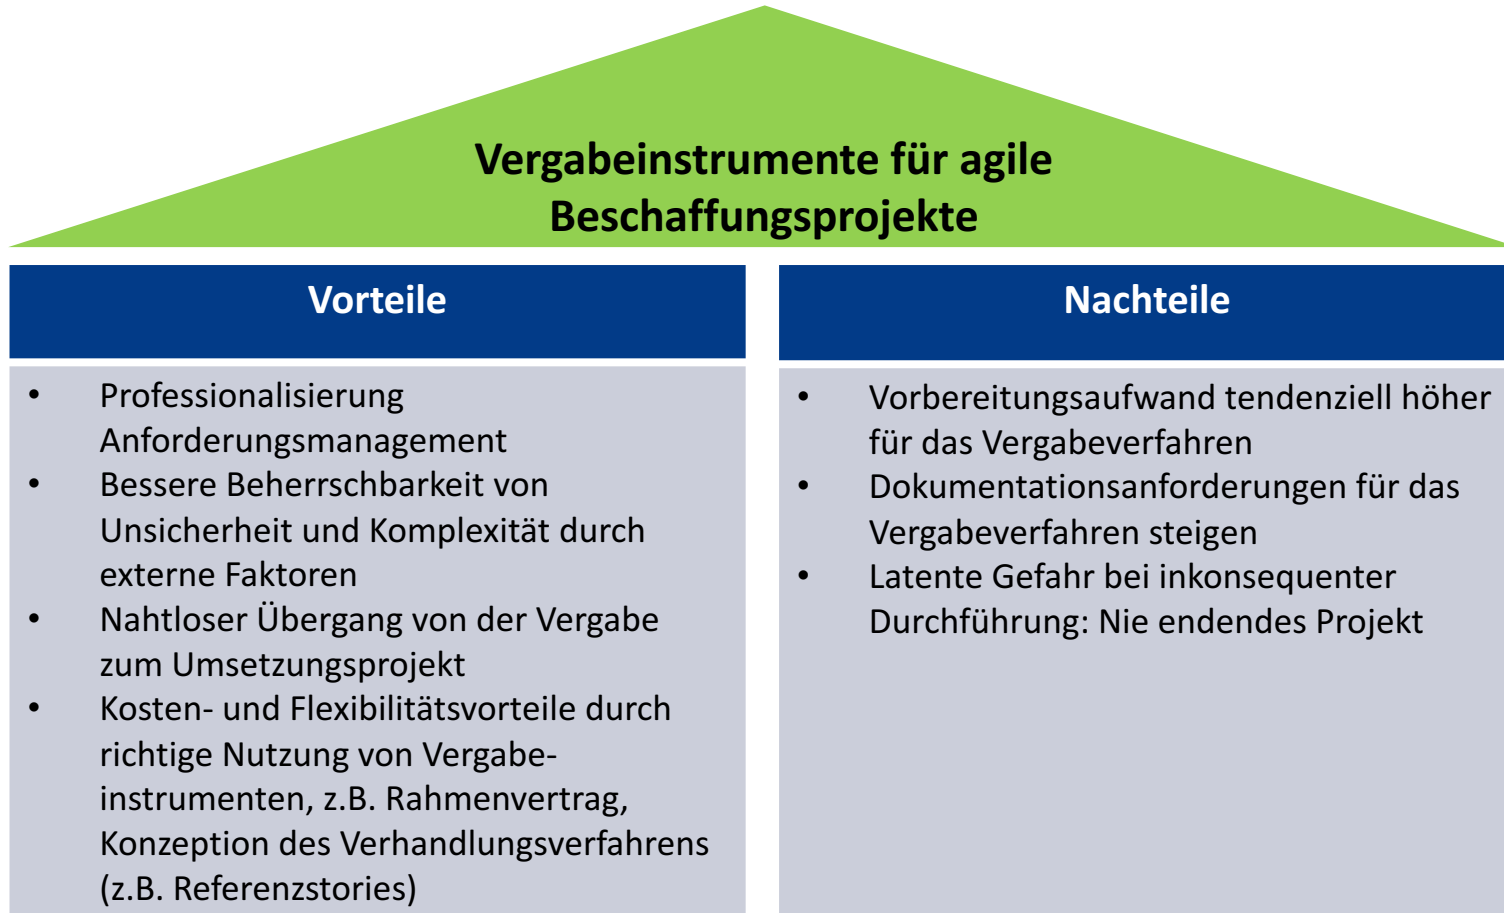 Vergabeinstrumente für agile
Beschaffungsprojekte
Vorteile
• Professionalisierung
Anforderungsmanagement
• Bessere Beherrschbarkeit von
Unsicherheit und Komplexität durch
externe Faktoren
• Nahtloser Übergang von der Vergabe
zum Umsetzungsprojekt
• Kosten- und Flexibilitätsvorteile durch
richtige Nutzung von Vergabe-
instrumenten, z.B. Rahmenvertrag,
Konzeption des Verhandlungsverfahrens
(z.B. Referenzstories)
Nachteile
• Vorbereitungsaufwand tendenziell höher
für das Vergabeverfahren
• Dokumentationsanforderungen für das
Vergabeverfahren steigen
• Latente Gefahr bei inkonsequenter
Durchführung: Nie endendes Projekt